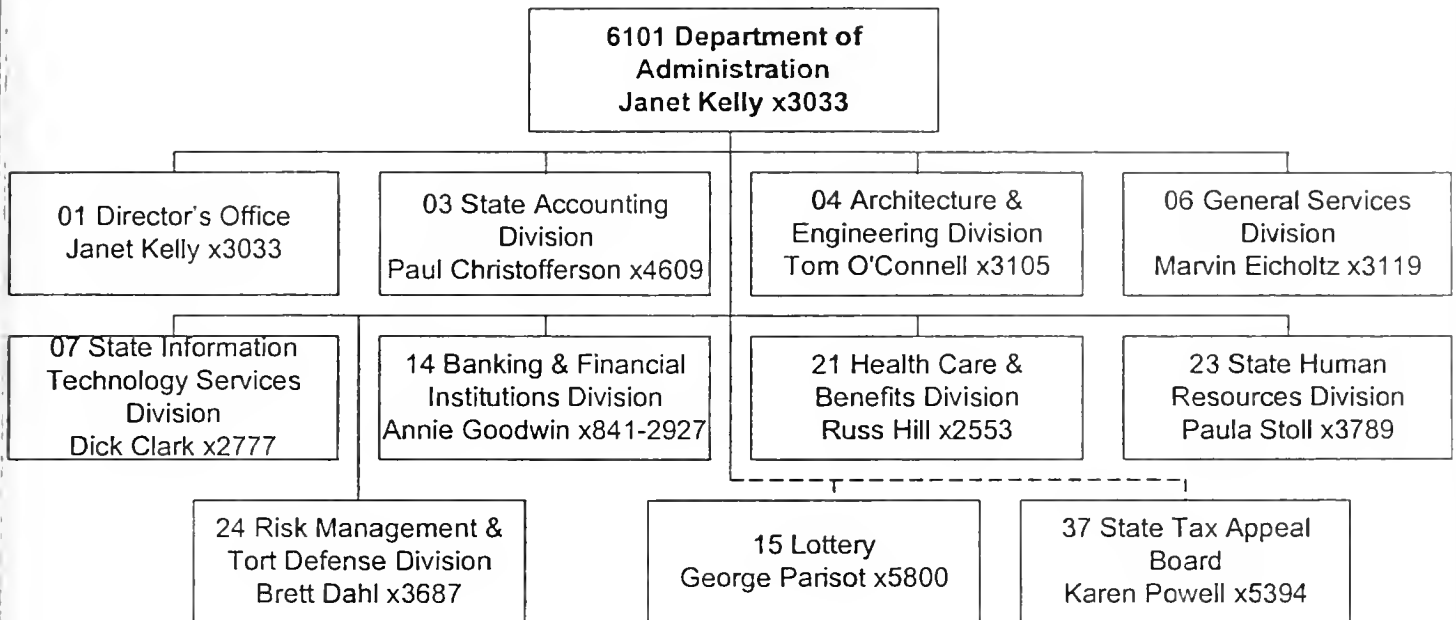 6101 Department of
Administration
Janet Kelly x3033
01 Director's Office
Janet Kelly x3033
03 State Accounting
Division
Paul Christofferson x4609
04 Architecture &
Engineering Division
Tom O'Connell x3105
06 General Services
Division
Marvin Eicholtz x3119
07 State Information
Technology Services
Division
Dick Clark x2777
14 Banking & Financial
Institutions Division
Annie Goodwin x841-2927
21 Health Care &
Benefits Division
Russ Hill x2553
23 State Human
Resources Division
Paula Stoll x3789
24 Risk Management &
Tort Defense Division
Brett Dahl x3687
15 Lottery
George Parisot x5800
37 State Tax Appeal
Board
Karen Powell x5394